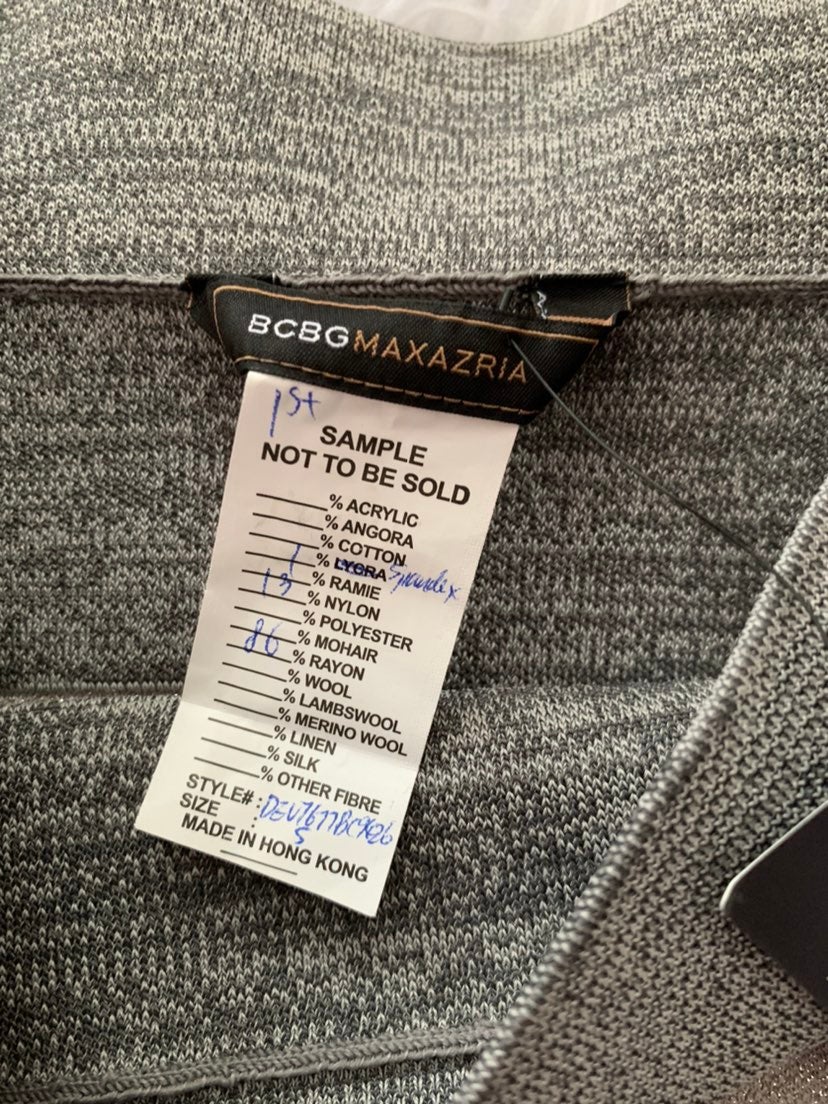 BCBGMAXAZRIA
1st
SAMPLE
NOT TO BE SOLD
% ACRYLIC
% ANGORA
% COTTON
1 % LYCRA Spandex
% RAMIE
13 % NYLON
% POLYESTER
% MOHAIR
86 % RAYON
% WOOL
% LAMBSWOOL
% MERINO WOOL
% LINEN
% SILK
% OTHER FIBRE
STYLE# :
SIZE : S
MADE IN HONG KONG